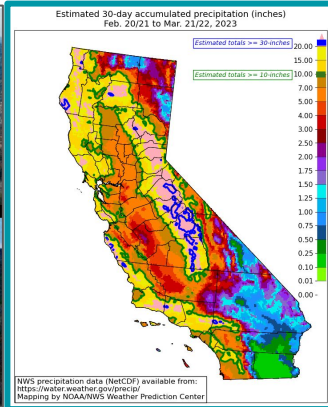 Estimated 30-day accumulated precipitation (inches)
Feb. 20/21 to Mar. 21/22, 2023
Estimated totals >= 30-inches
Estimated totals >= 10-inches
20.00
15.00
10.00
7.00
5.00
4.00
3.00
2.50
2.00
1.75
1.50
1.25
1.00
0.75
0.50
0.25
0.10
0.01
0.00
NWS precipitation data (NetCDF) available from:
https://water.weather.gov/precip/
Mapping by NOAA/NWS Weather Prediction Center